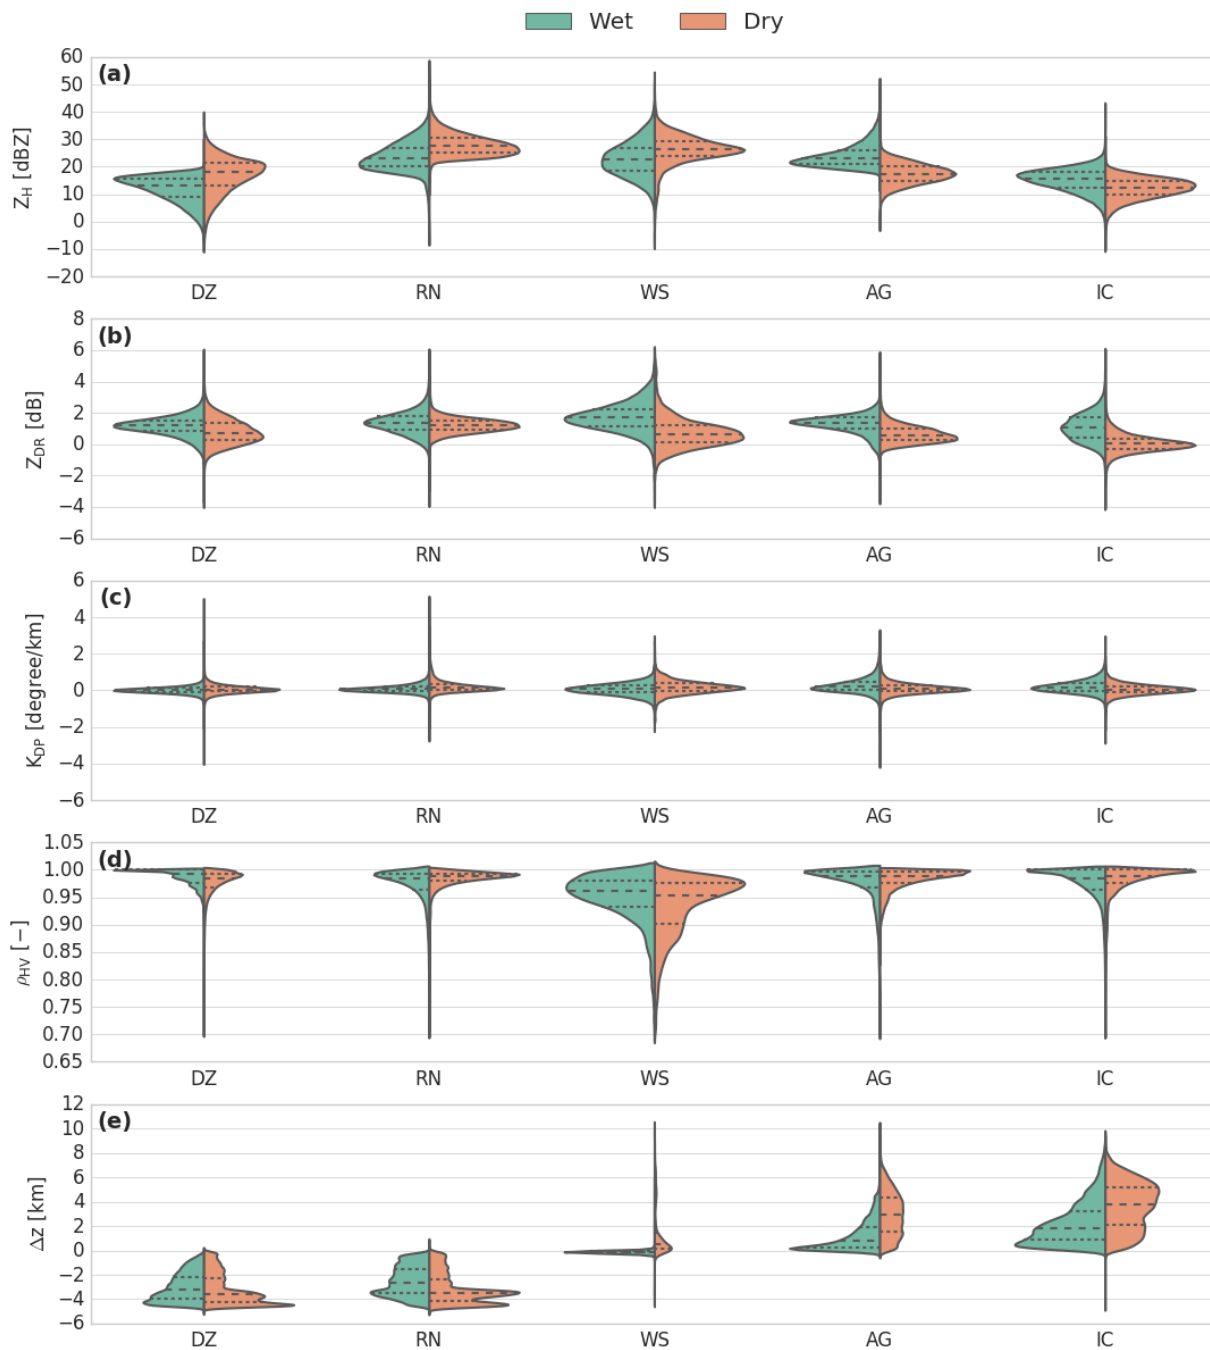 Wet Dry
(a)
Z_H [dBZ]
60
50
40
30
20
10
0
−10
−20
DZ RN WS AG IC
(b)
Z_DR [dB]
8
6
4
2
0
−2
−4
−6
DZ RN WS AG IC
(c)
K_DP [degree/km]
6
4
2
0
−2
−4
−6
DZ RN WS AG IC
(d)
ρ_HV [−]
1.05
1.00
0.95
0.90
0.85
0.80
0.75
0.70
0.65
DZ RN WS AG IC
(e)
Δz [km]
12
10
8
6
4
2
0
−2
−4
−6
DZ RN WS AG IC